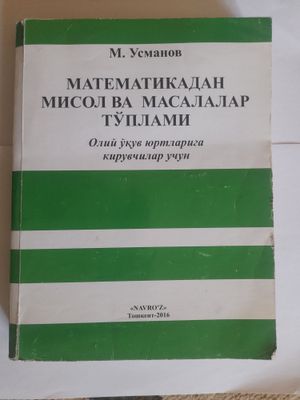 М. Усманов
МАТЕМАТИКАДАН
МИСОЛ ВА МАСАЛАЛАР
ТЎПЛАМИ
Олий ўқув юртларига
кирувчилар учун
«NAVRO'Z»
Тошкент-2016